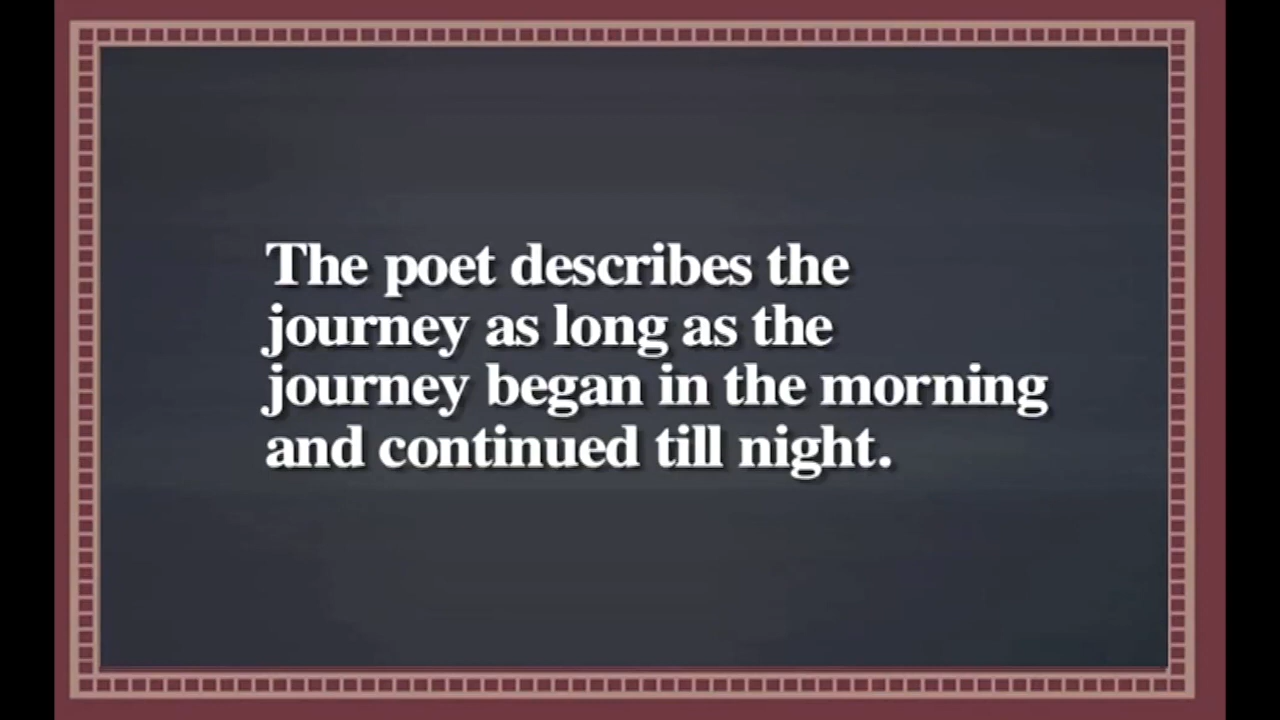 The poet describes the
journey as long as the
journey began in the morning
and continued till night.